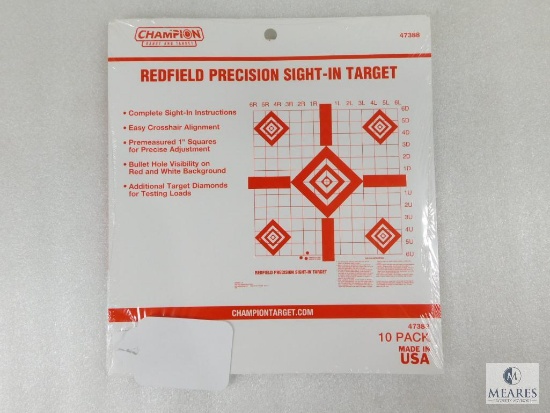 CHAMPION
RANGE AND TARGET
47388
REDFIELD PRECISION SIGHT-IN TARGET
• Complete Sight-In Instructions
• Easy Crosshair Alignment
• Premeasured 1" Squares
for Precise Adjustment
• Bullet Hole Visibility on
Red and White Background
• Additional Target Diamonds
for Testing Loads
6R 5R 4R 3R 2R 1R 1L 2L 3L 4L 5L 6L
6D
5D
4D
3D
2D
1D
1U
2U
3U
4U
5U
6U
REDFIELD PRECISION SIGHT-IN TARGET
CHAMPIONTARGET.COM
47388
10 PACK
MADE IN
USA
M
MEARES